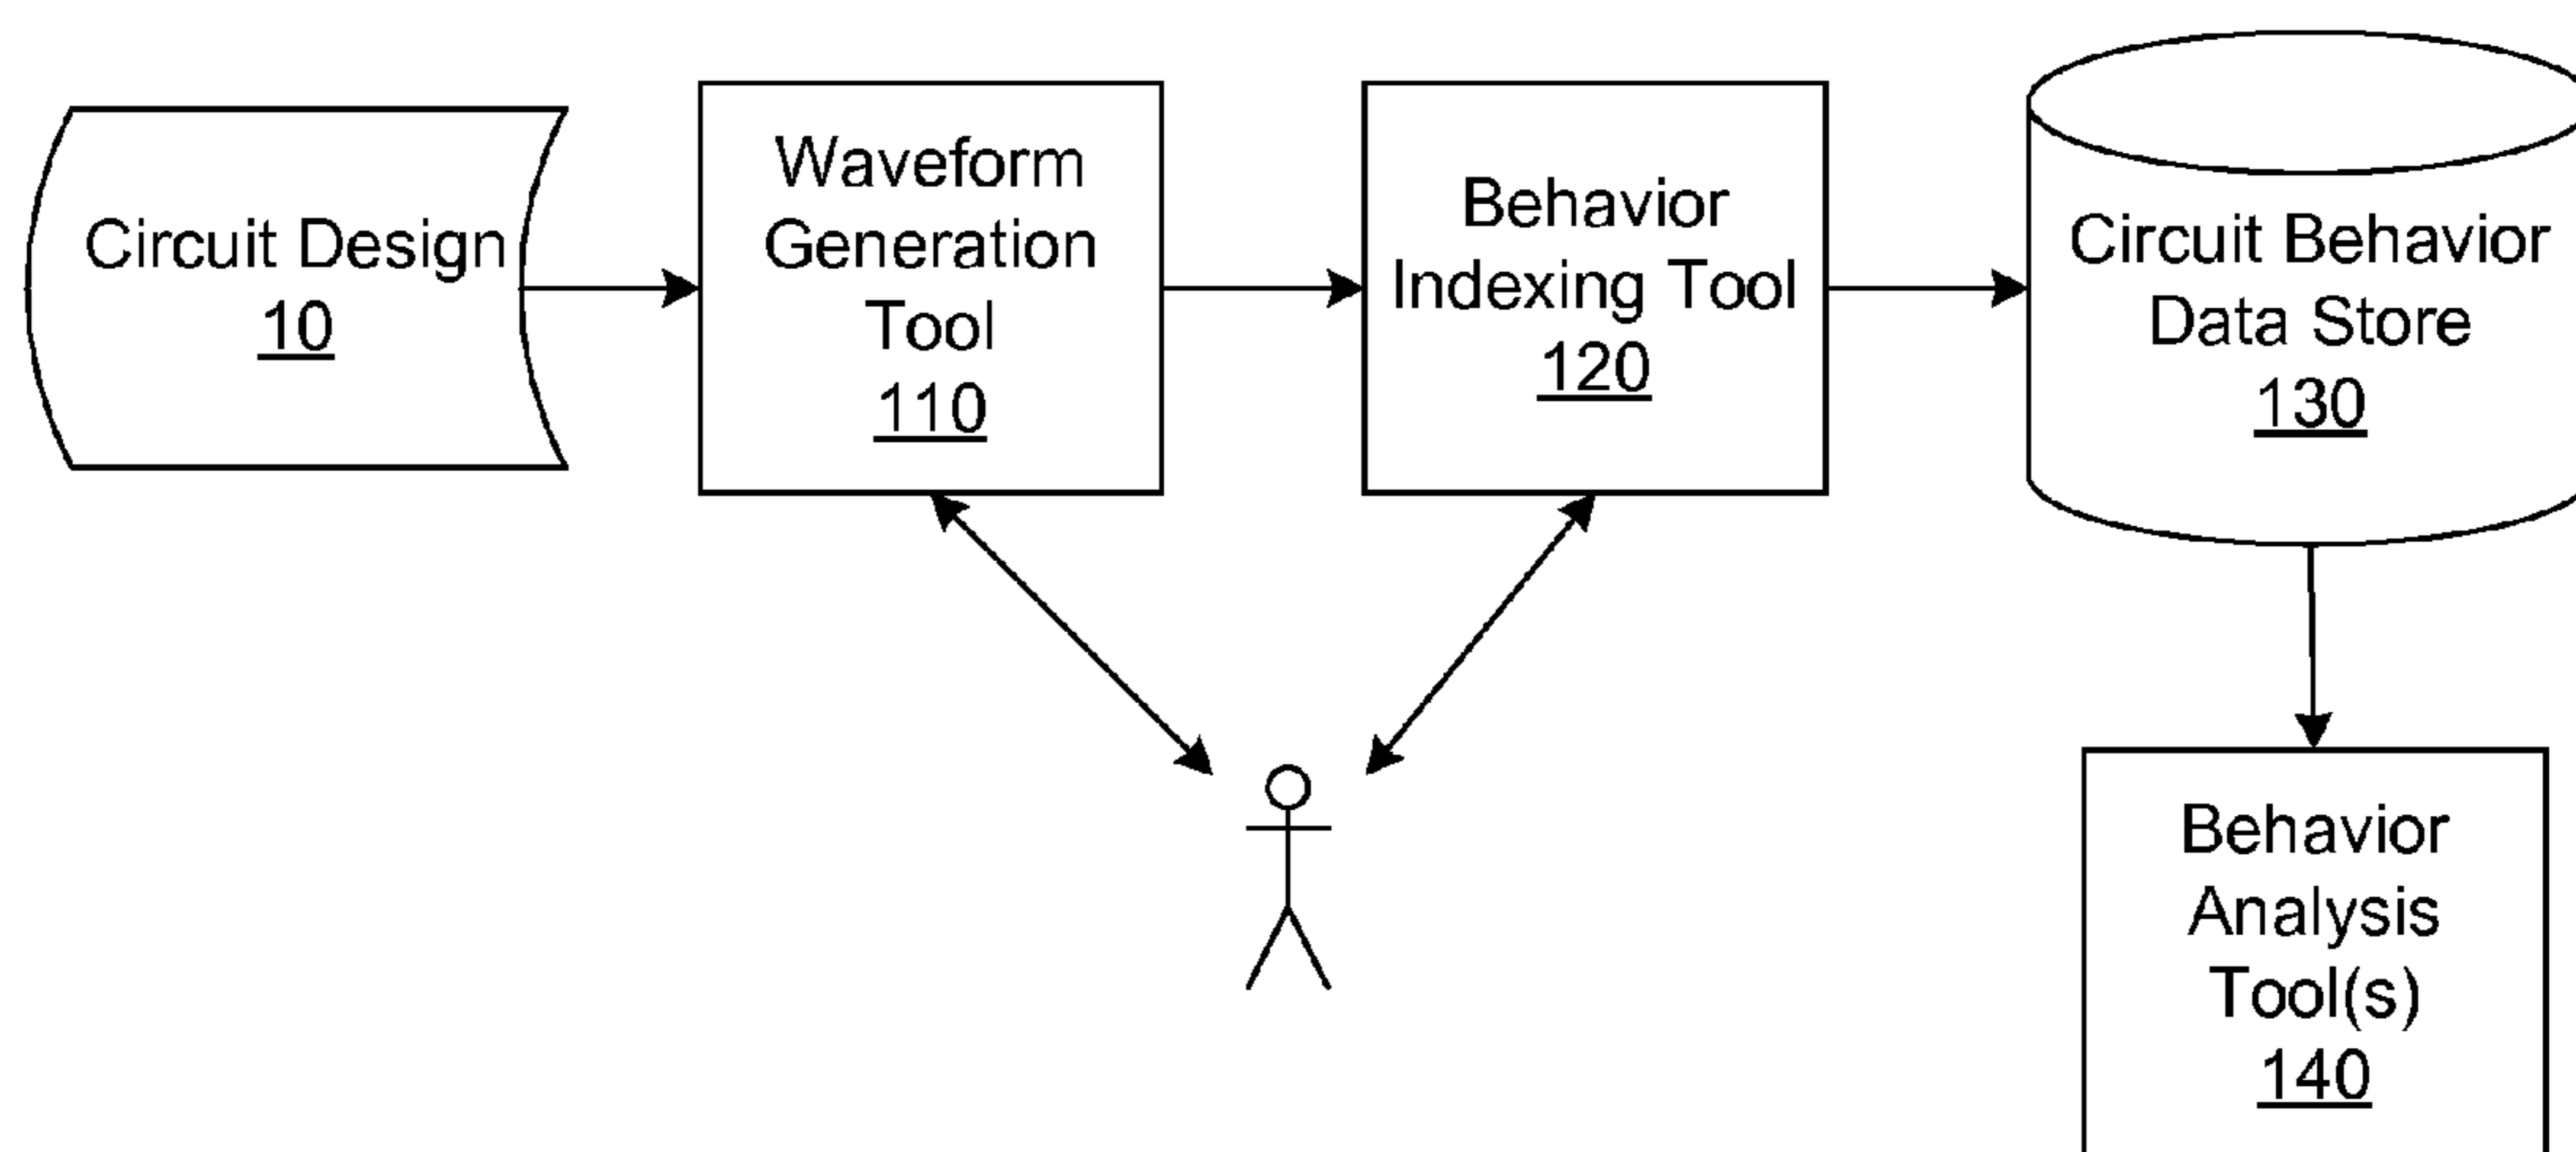 Circuit Design
10
Waveform
Generation
Tool
110
Behavior
Indexing Tool
120
Circuit Behavior
Data Store
130
Behavior
Analysis
Tool(s)
140